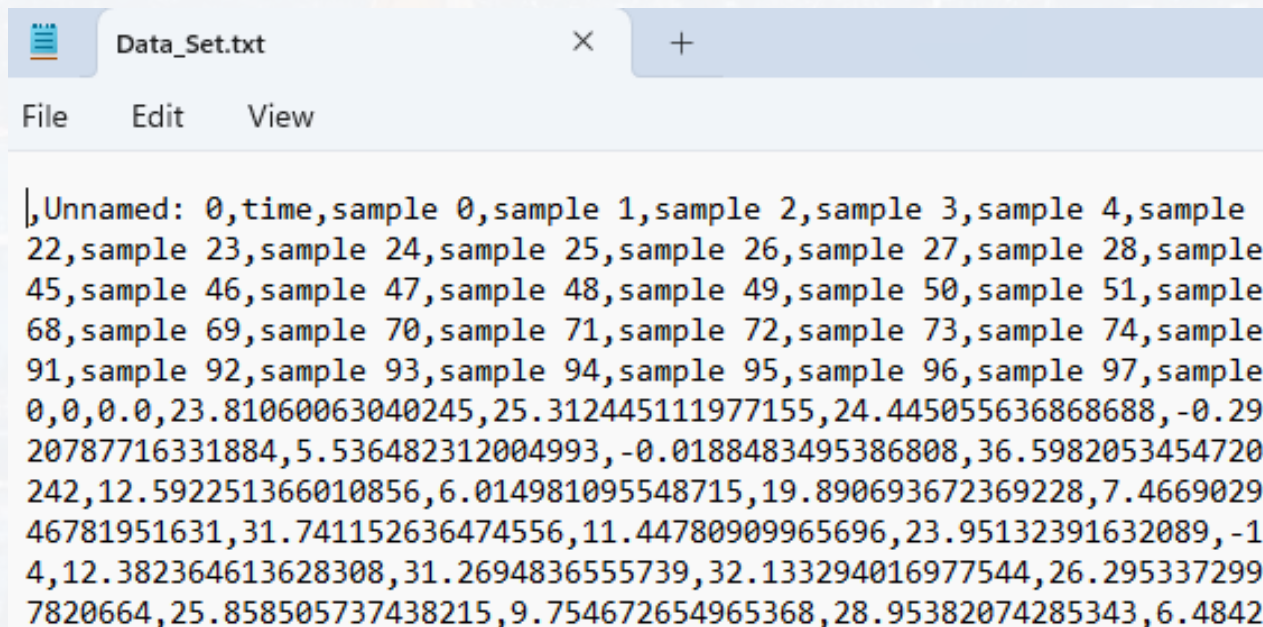 Data_Set.txt
File Edit View
,Unnamed: 0,time,sample 0,sample 1,sample 2,sample 3,sample 4,sample
22,sample 23,sample 24,sample 25,sample 26,sample 27,sample 28,sample
45,sample 46,sample 47,sample 48,sample 49,sample 50,sample 51,sample
68,sample 69,sample 70,sample 71,sample 72,sample 73,sample 74,sample
91,sample 92,sample 93,sample 94,sample 95,sample 96,sample 97,sample
0,0,0.0,23.81060063040245,25.312445111977155,24.445055636868688,-0.29
20787716331884,5.536482312004993,-0.0188483495386808,36.5982053454720
242,12.592251366010856,6.014981095548715,19.890693672369228,7.4669029
46781951631,31.741152636474556,11.44780909965696,23.95132391632089,-1
4,12.382364613628308,31.2694836555739,32.133294016977544,26.295337299
7820664,25.858505737438215,9.754672654965368,28.95382074285343,6.4842